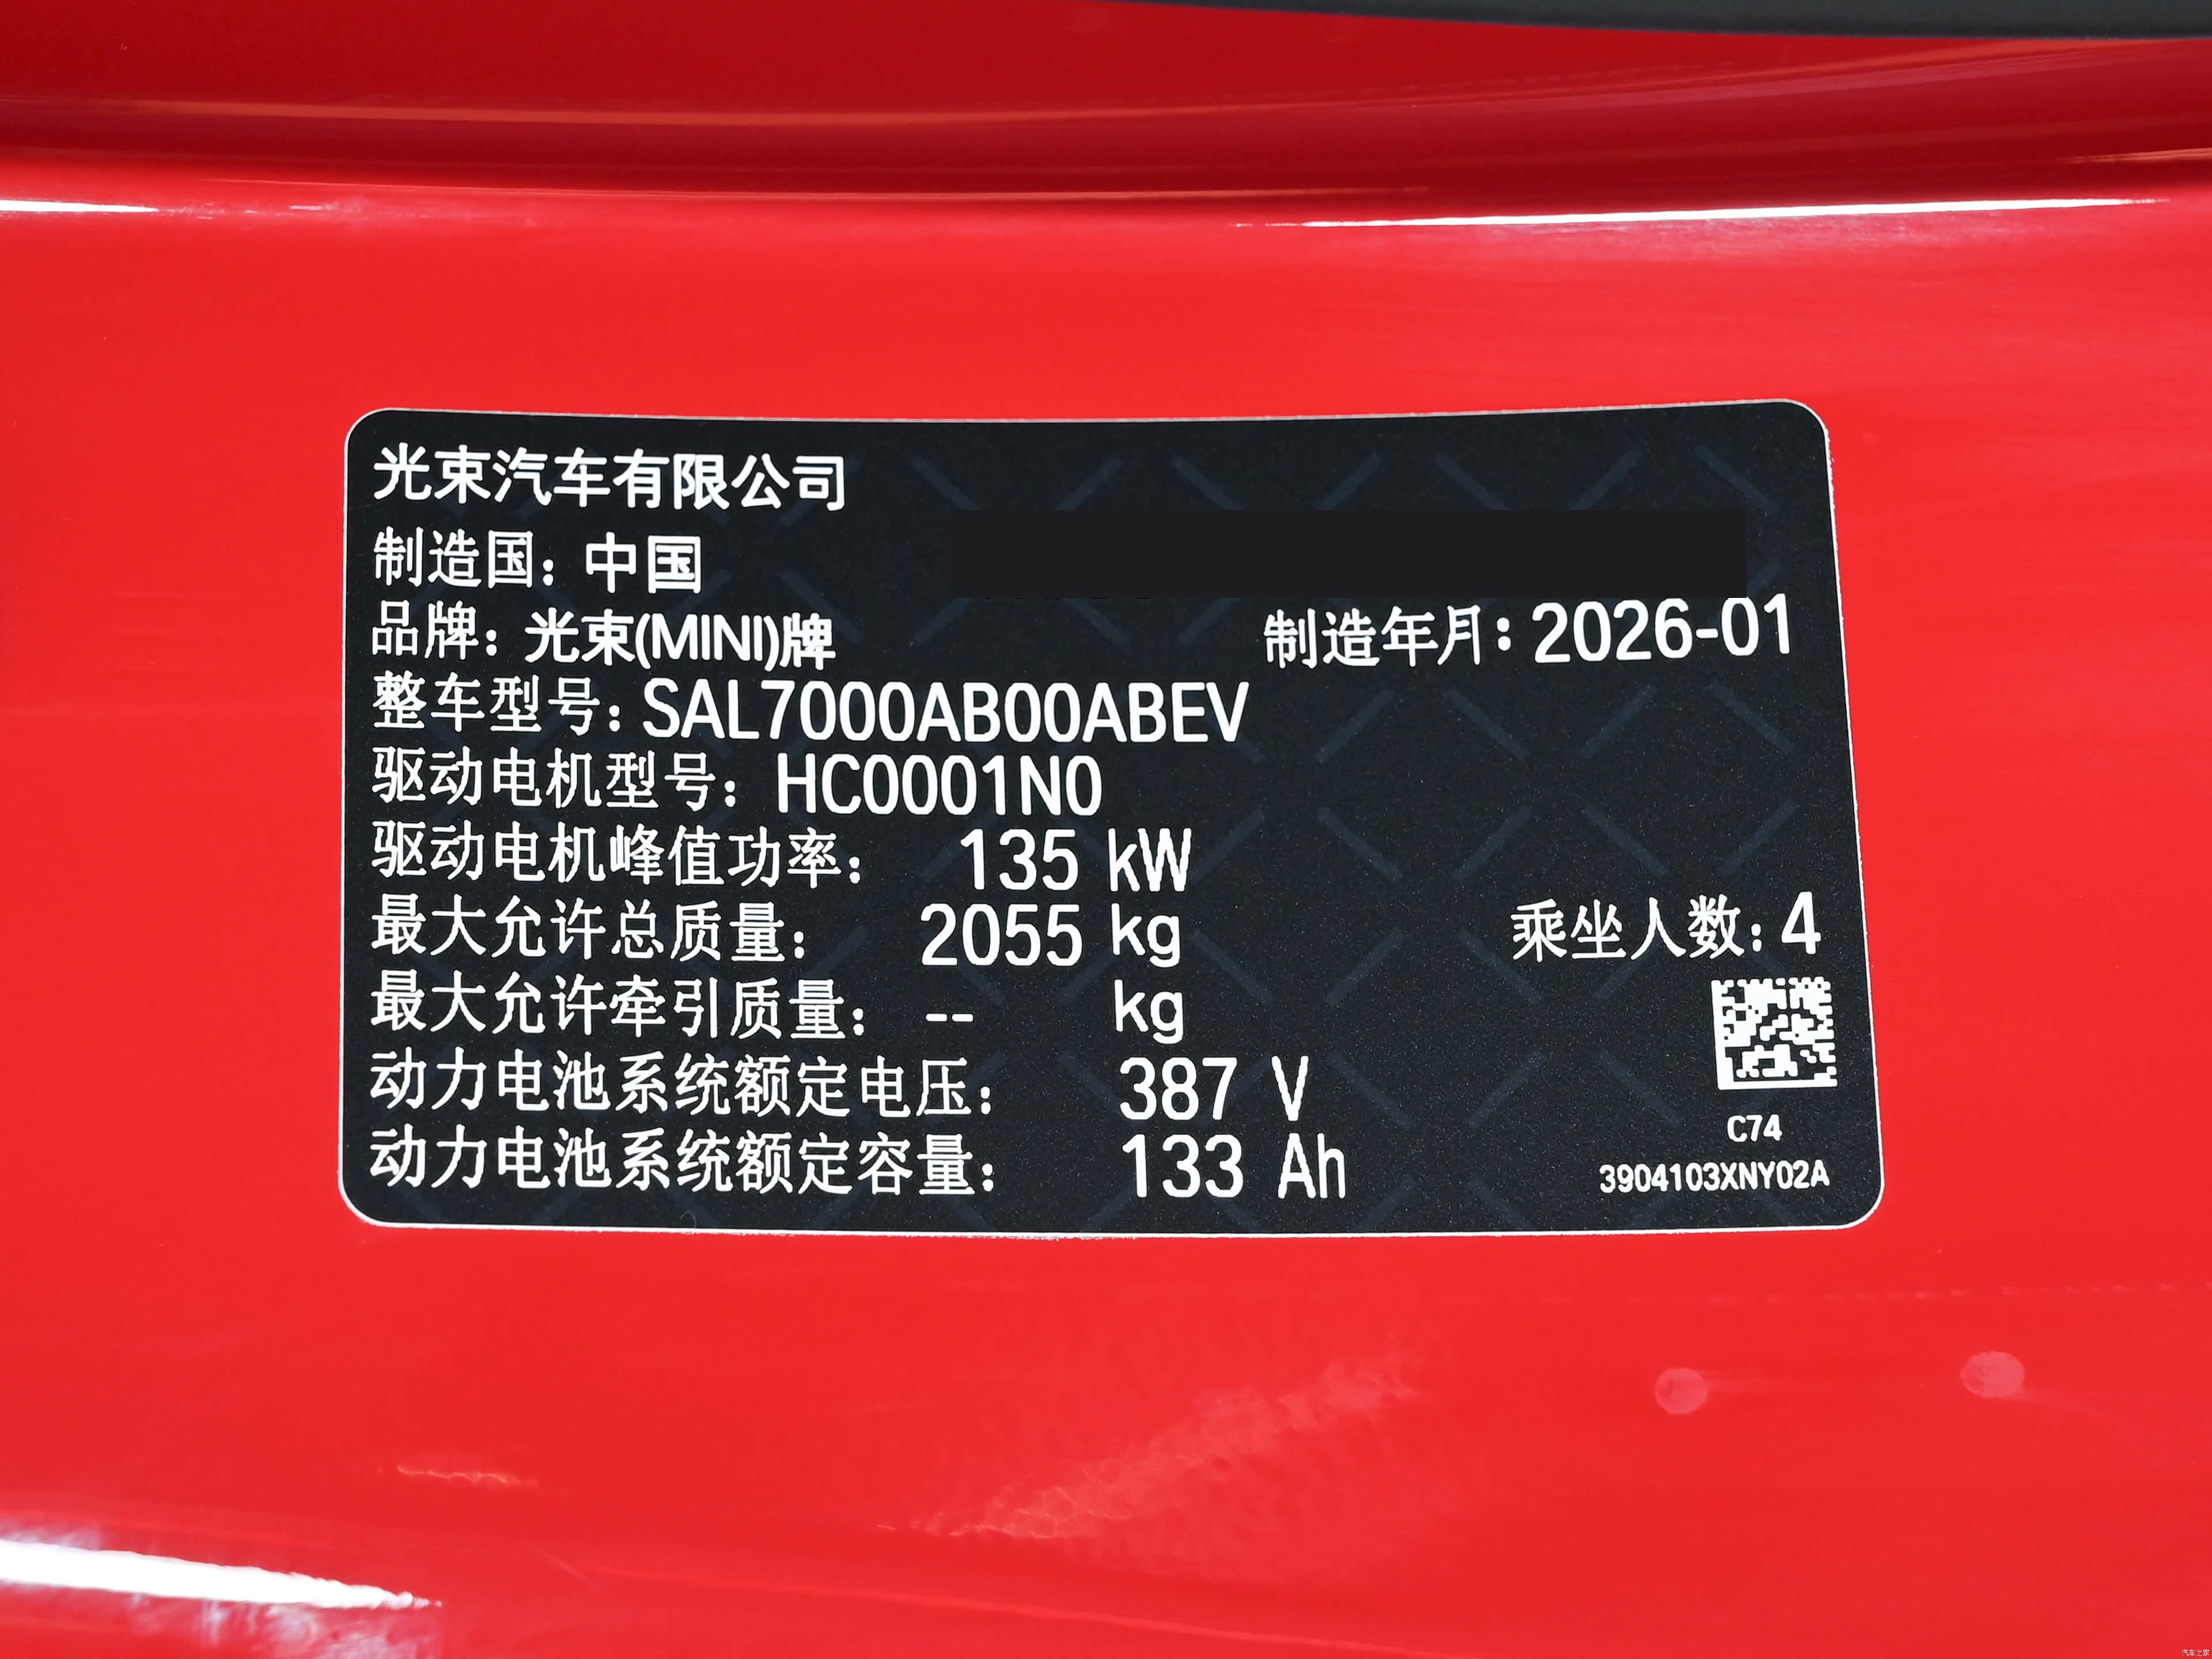 光束汽车有限公司
制造国：中国
品牌：光束(MINI)牌 制造年月：2026-01
整车型号：SAL7000AB00ABEV
驱动电机型号：HC0001N0
驱动电机峰值功率： 135 kW
最大允许总质量： 2055 kg 乘坐人数：4
最大允许牵引质量： -- kg
动力电池系统额定电压： 387 V
动力电池系统额定容量： 133 Ah
C74
3904103XNY02A
汽车之家